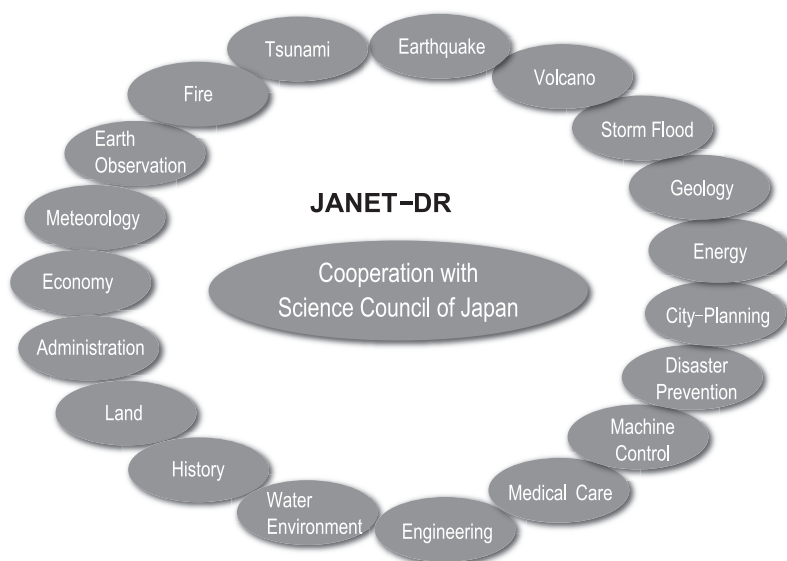 Tsunami
Earthquake
Volcano
Storm Flood
Geology
Energy
City-Planning
Disaster
Prevention
Machine
Control
Medical Care
Engineering
Water
Environment
History
Land
Administration
Economy
Meteorology
Earth
Observation
Fire
JANET-DR
Cooperation with
Science Council of Japan